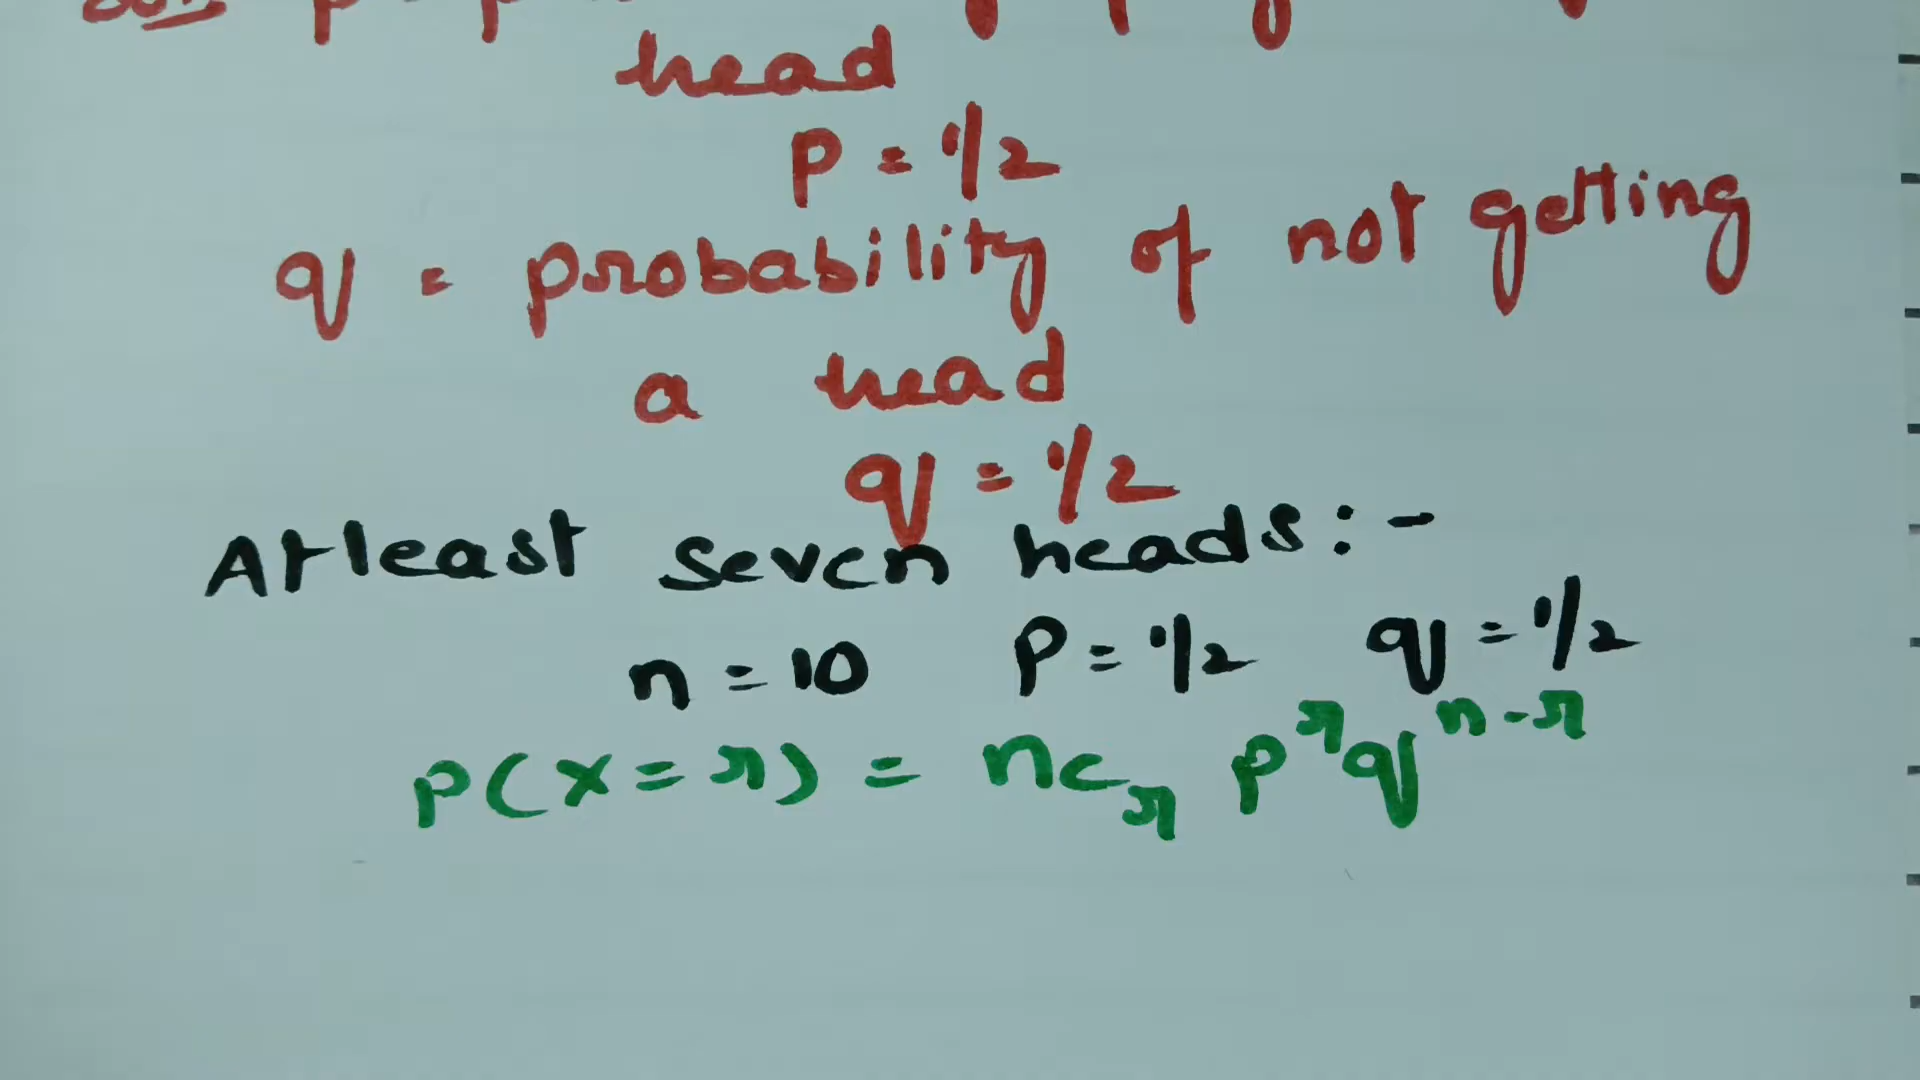 head
p = 1/2
q = probability of not getting
a head
q = 1/2
Atleast seven heads:-
n = 10 P = 1/2 q = 1/2
p(x = r) = nCr p^r q^n-r